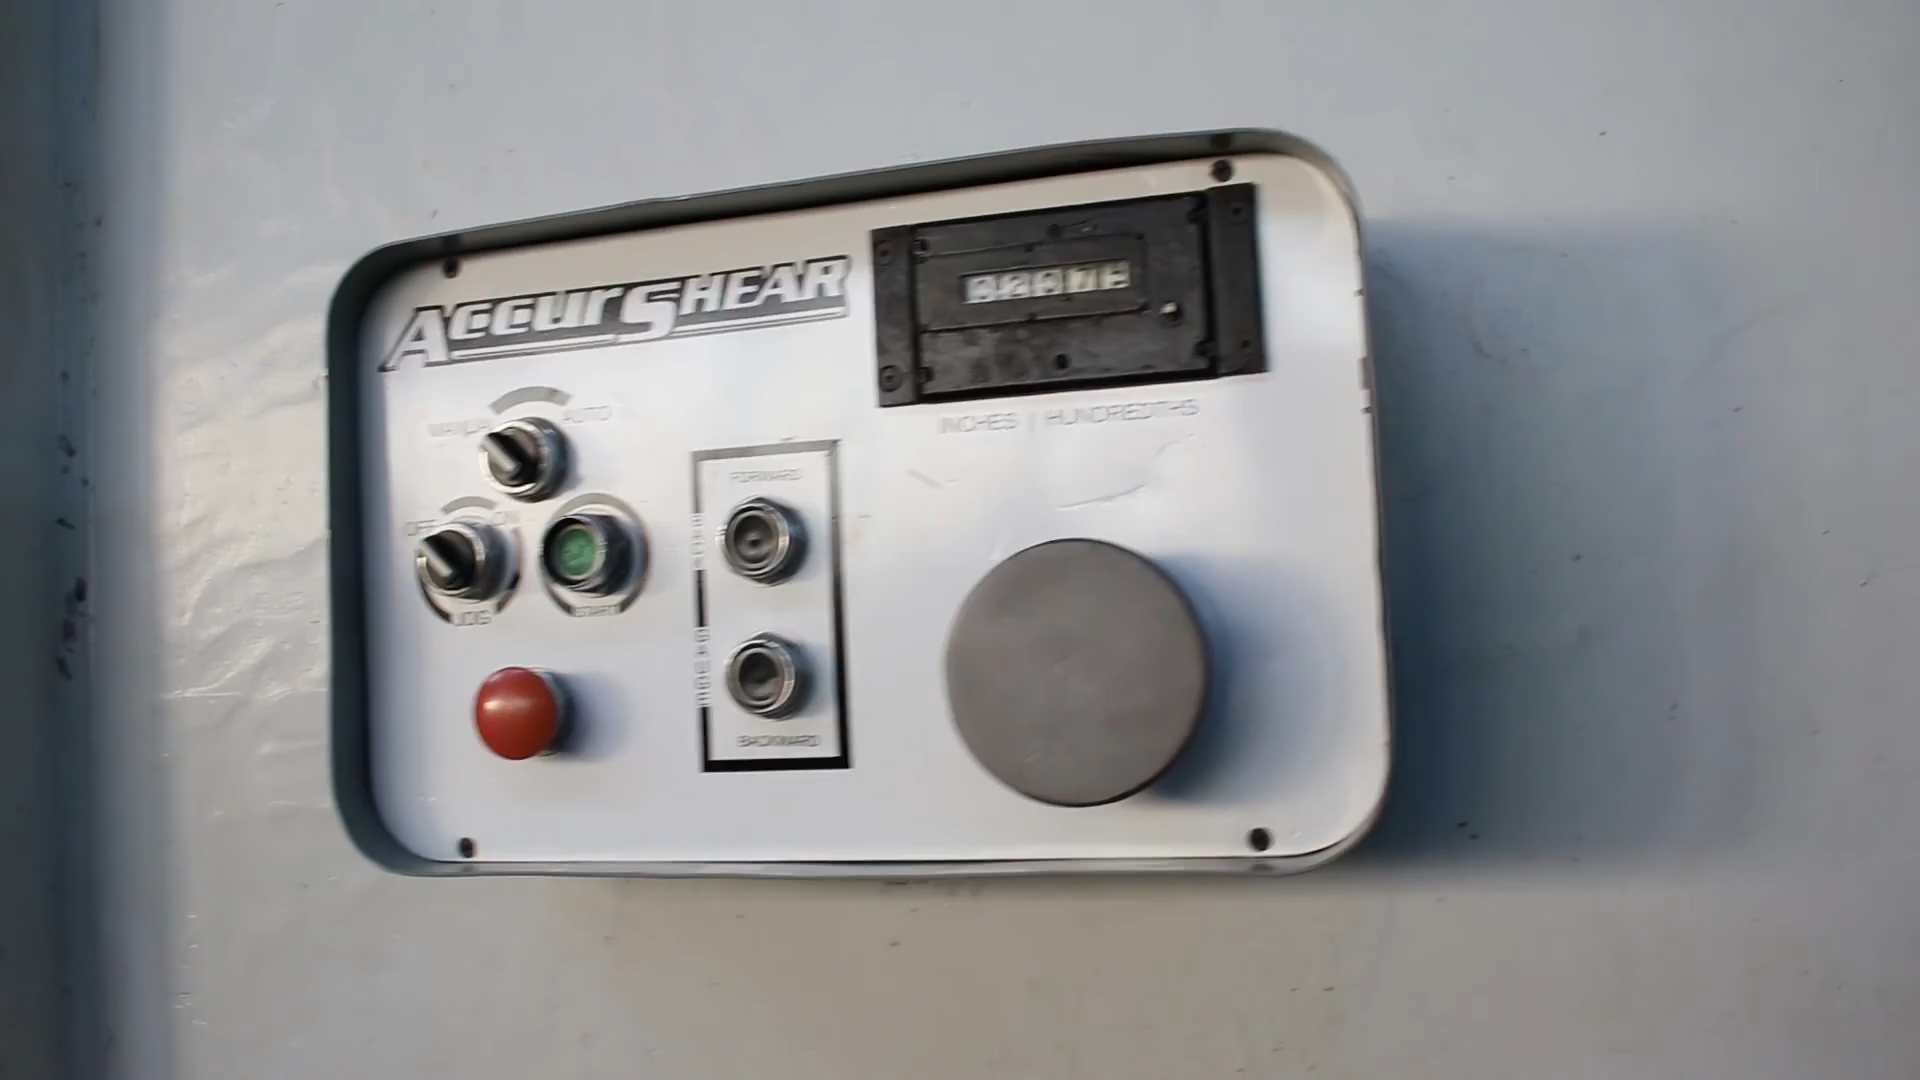 ACCURSHEAR
INCHES | HUNDREDTHS
MANUAL AUTO
OFF ON
JOG
START
FORWARD
BACK GAUGE
BACKWARD